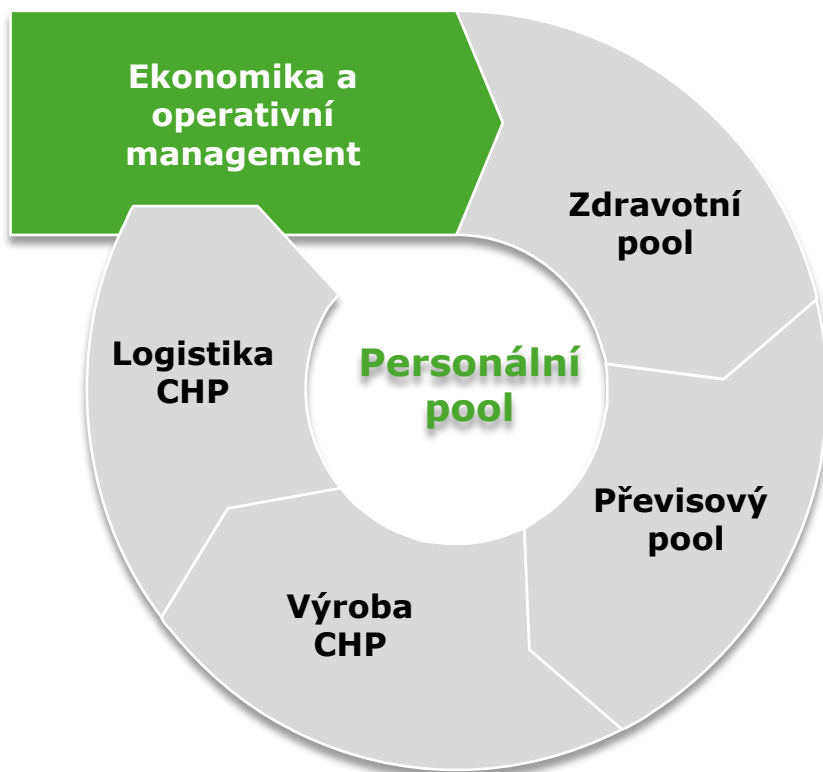 Ekonomika a
operativní
management
Zdravotní
pool
Logistika
CHP
Personální
pool
Převisový
pool
Výroba
CHP